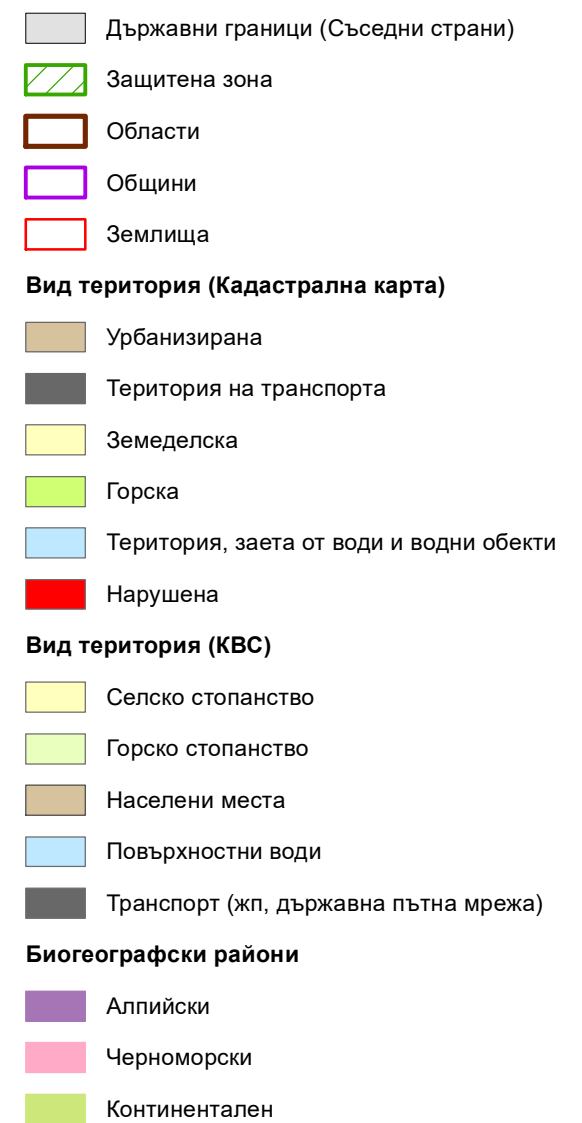 Държавни граници (Съседни страни)
Защитена зона
Области
Общини
Землища
Вид територия (Кадастрална карта)
Урбанизирана
Територия на транспорта
Земеделска
Горска
Територия, заета от води и водни обекти
Нарушена
Вид територия (КВС)
Селско стопанство
Горско стопанство
Населени места
Повърхностни води
Транспорт (жп, държавна пътна мрежа)
Биогеографски райони
Алпийски
Черноморски
Континентален